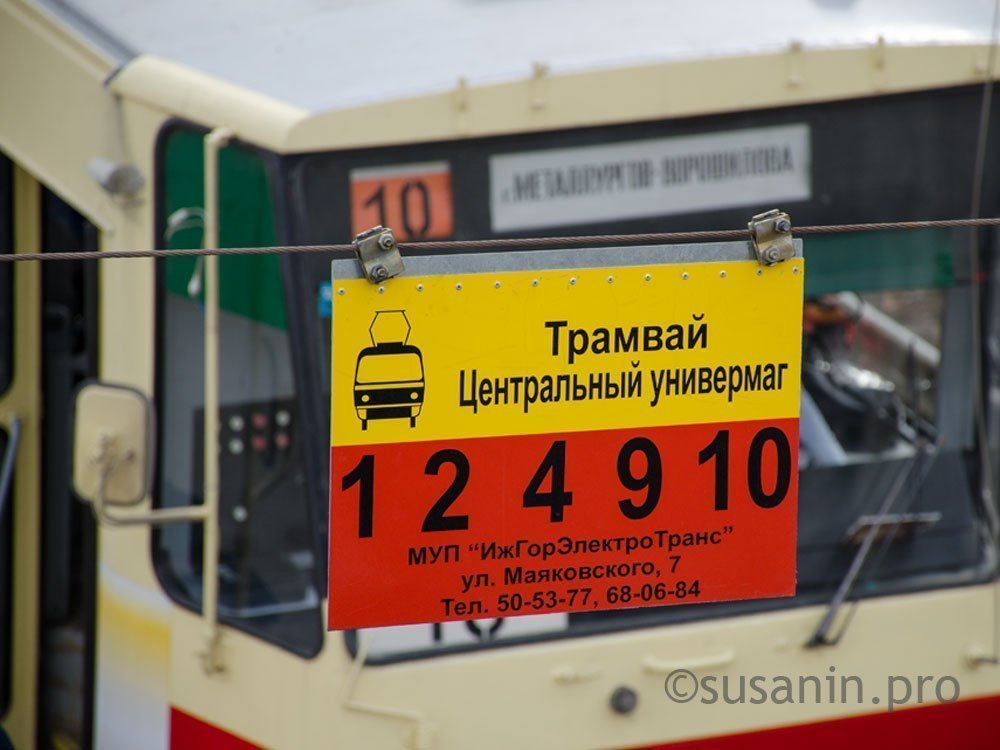 10
МЕТАЛЛУРГОВ-ВОРОШИЛОВА
Трамвай
Центральный универмаг
1 2 4 9 10
МУП “ИжГорЭлектроТранс”
ул. Маяковского, 7
Тел. 50-53-77, 68-06-84
10
©susanin.pro